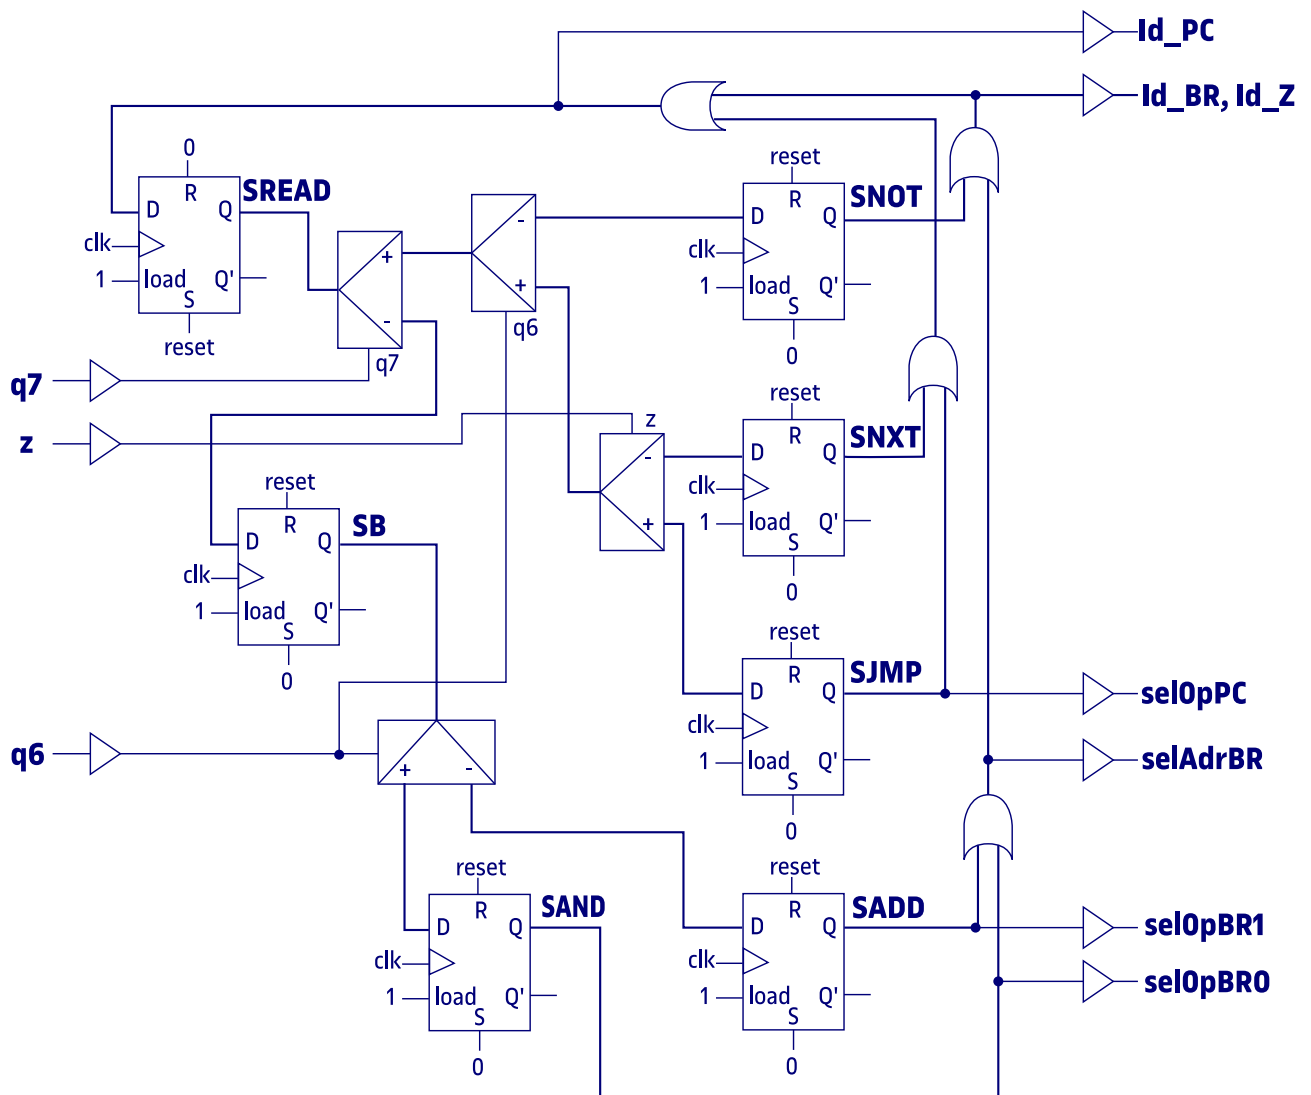 ld_PC
ld_BR, ld_Z
0
R
SREAD
D
Q
clk
1
load
Q'
S
reset
+
-
q7
-
+
q6
reset
R
SNOT
D
Q
clk
1
load
Q'
S
0
q7
z
z
-
+
reset
R
SNXT
D
Q
clk
1
load
Q'
S
0
reset
R
SB
D
Q
clk
1
load
Q'
S
0
reset
R
SJMP
D
Q
clk
1
load
Q'
S
0
selOpPC
selAdrBR
q6
+
-
reset
R
SAND
D
Q
clk
1
load
Q'
S
0
reset
R
SADD
D
Q
clk
1
load
Q'
S
0
selOpBR1
selOpBR0